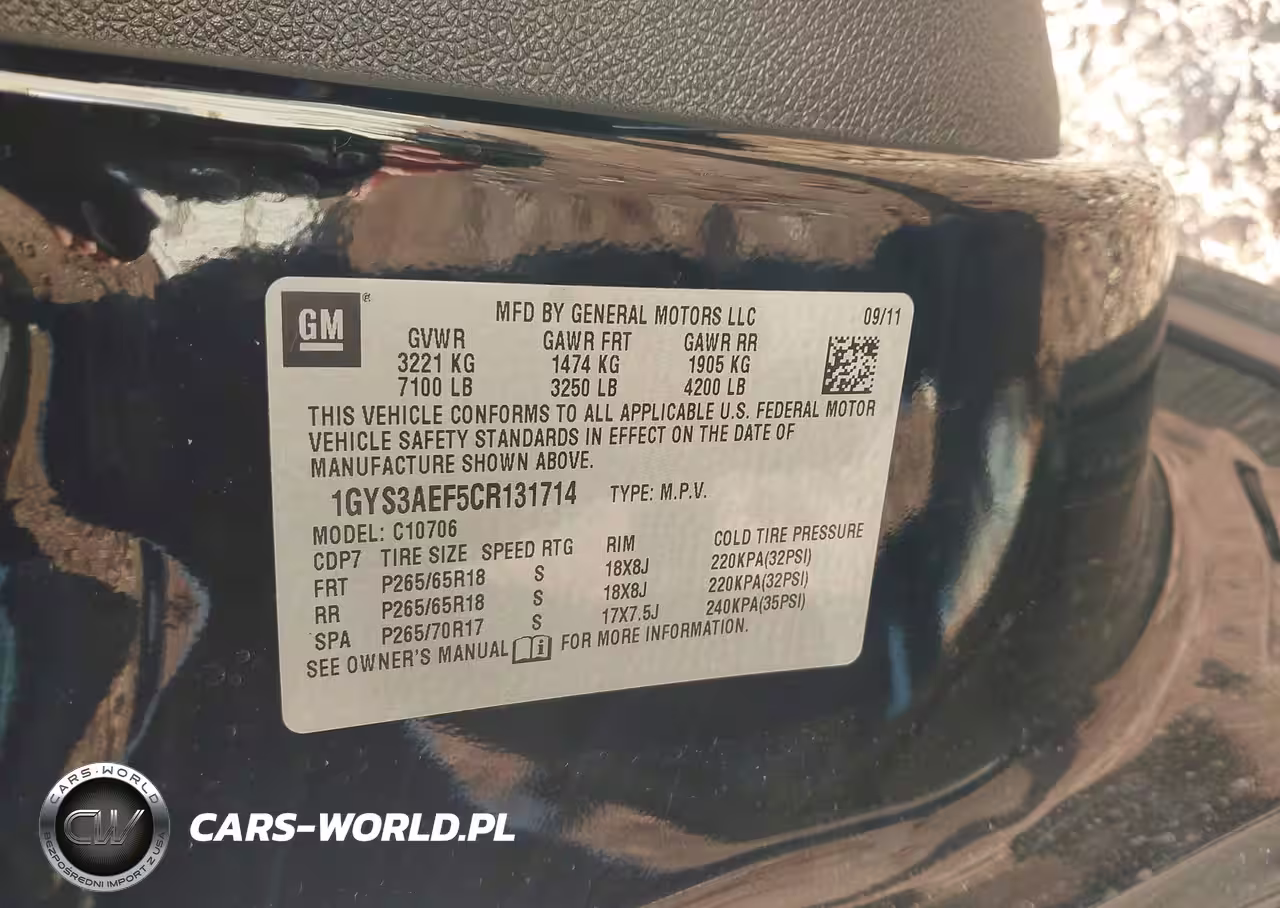 GM ®
MFD BY GENERAL MOTORS LLC 09/11
GVWR GAWR FRT GAWR RR
3221 KG 1474 KG 1905 KG
7100 LB 3250 LB 4200 LB
THIS VEHICLE CONFORMS TO ALL APPLICABLE U.S. FEDERAL MOTOR
VEHICLE SAFETY STANDARDS IN EFFECT ON THE DATE OF
MANUFACTURE SHOWN ABOVE.
1GYS3AEF5CR131714 TYPE: M.P.V.
MODEL: C10706
CDP7 TIRE SIZE SPEED RTG RIM COLD TIRE PRESSURE
FRT P265/65R18 S 18X8J 220KPA(32PSI)
RR P265/65R18 S 18X8J 220KPA(32PSI)
SPA P265/70R17 S 17X7.5J 240KPA(35PSI)
SEE OWNER'S MANUAL i FOR MORE INFORMATION.
CARS-WORLD
CW
BEZPOŚREDNI IMPORT Z USA
CARS-WORLD.PL